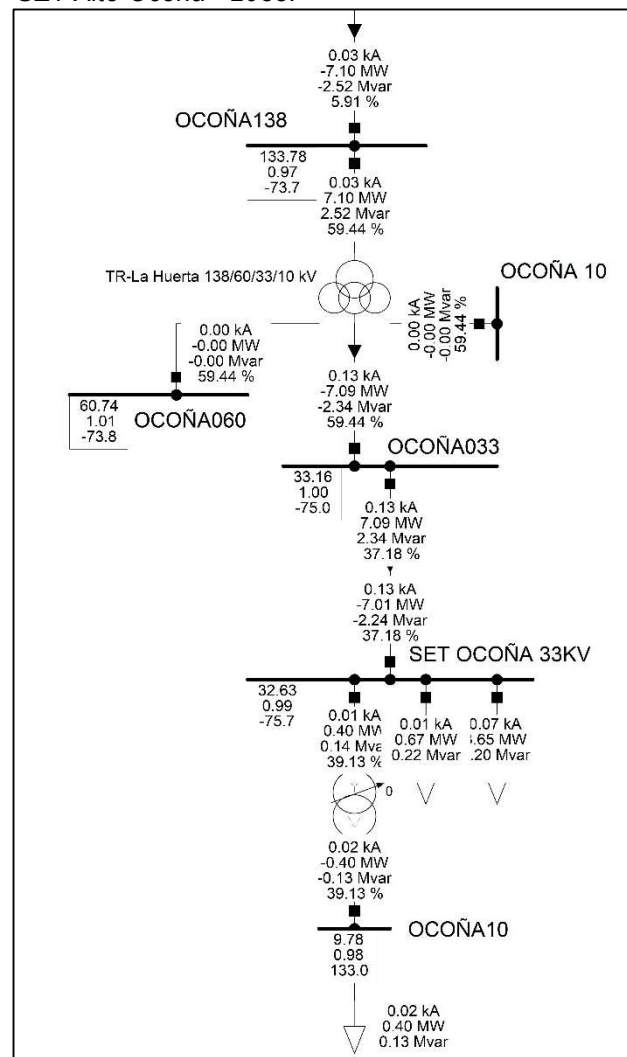 SET Alto Ocoña -
0.03 kA
-7.10 MW
-2.52 Mvar
5.91 %
OCOÑA138
133.78
0.97
-73.7
0.03 kA
7.10 MW
2.52 Mvar
59.44 %
TR-La Huerta 138/60/33/10 kV
OCOÑA 10
0.00 kA
-0.00 MW
-0.00 Mvar
59.44 %
0.00 kA
-0.00 MW
-0.00 Mvar
59.44 %
60.74
1.01
-73.8
OCOÑA060
0.13 kA
-7.09 MW
-2.34 Mvar
59.44 %
OCOÑA033
33.16
1.00
-75.0
0.13 kA
7.09 MW
2.34 Mvar
37.18 %
0.13 kA
-7.01 MW
-2.24 Mvar
37.18 %
SET OCOÑA 33KV
32.63
0.99
-75.7
0.01 kA
0.40 MW
0.14 Mva
39.13 %
0.01 kA
0.67 MW
0.22 Mvar
0.07 kA
.65 MW
.20 Mvar
0
0.02 kA
-0.40 MW
-0.13 Mvar
39.13 %
OCOÑA10
9.78
0.98
133.0
0.02 kA
0.40 MW
0.13 Mvar